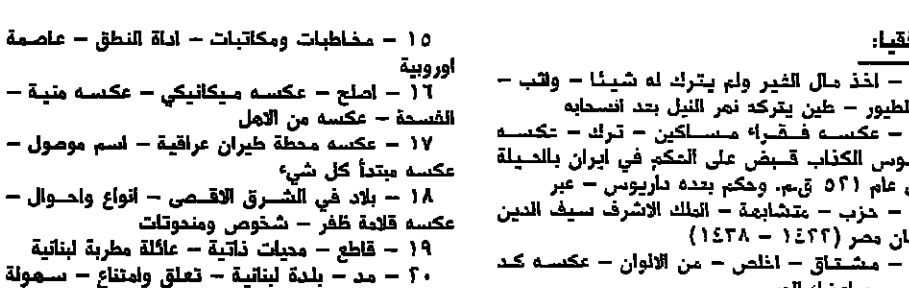 فقيا:
– اخذ مال الغير ولم يترك له شيئا – واثب –
لطيور – طين يتركه نهر النيل بعد انسحابه
– عكسه فقراء مساكين – ترك – عكسه
وس الكذاب قبض على الحكم في ايران بالحيلة
عام ٥٢١ ق.م. وحكم بعده داريوس – عبر
– حزب – متشابهة – الملك الاشرف سيف الدين
ان مصر (١٤٢٢ – ١٤٣٨)
– مشتاق – اخلص – من الالوان – عكسه كد
١٥ – مخاطبات ومكاتبات – اداة النطق – عاصمة
اوروبية
١٦ – اصلح – عكسه ميكانيكي – عكسه منية –
الفسحة – عكسه من الاهل
١٧ – عكسه محطة طيران عراقية – اسم موصول –
عكسه مبتدأ كل شيء
١٨ – بلاد في الشرق الاقصى – انواع واحوال –
عكسه قلامة ظفر – شخوص ومنحوتات
١٩ – قاطع – محيات ذاتية – عائلة مطربة لبنانية
٢٠ – مد – بلدة لبنانية – تعلق وامتناع – سهولة